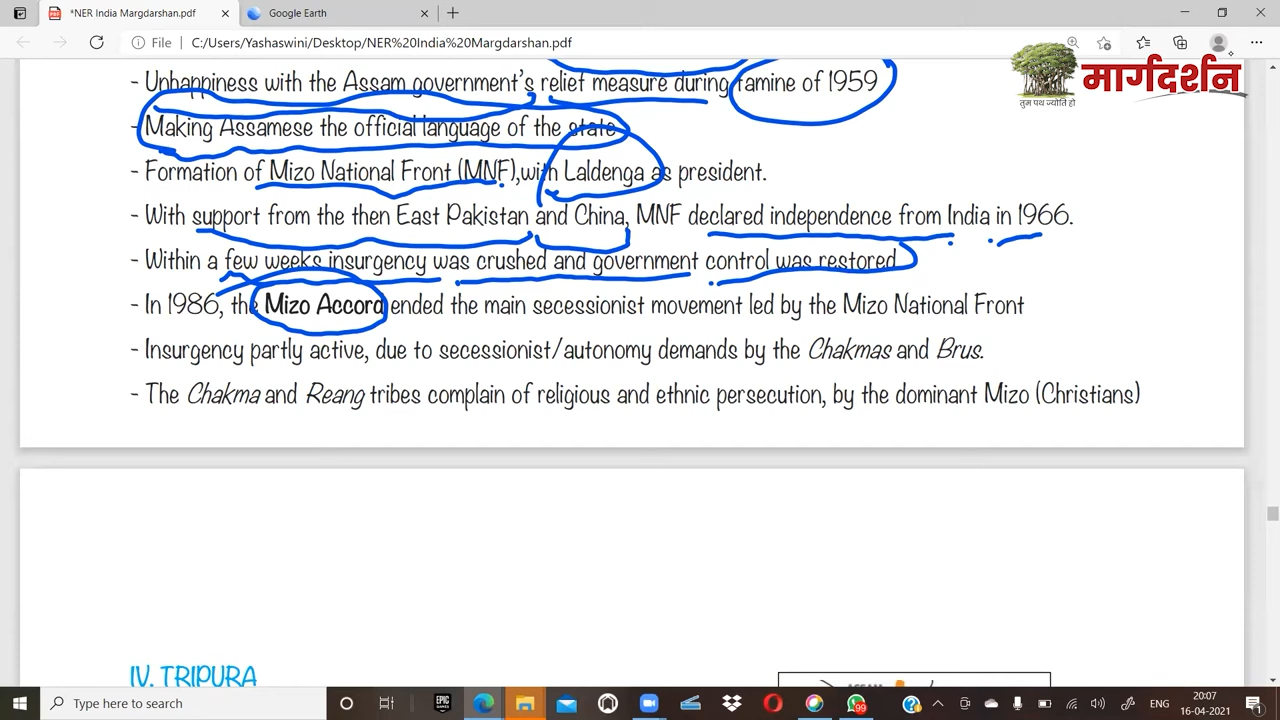 *NER India Margdarshan.pdf
Google Earth
File
C:/Users/Yashaswini/Desktop/NER%20India%20Margdarshan.pdf
मार्गदर्शन
तुम पथ ज्योति हो
- Unhappiness with the Assam government's relief measure during famine of 1959
- Making Assamese the official language of the state
- Formation of Mizo National Front (MNF),with Laldenga as president.
- With support from the then East Pakistan and China, MNF declared independence from India in 1966.
- Within a few weeks insurgency was crushed and government control was restored
- In 1986, the Mizo Accord ended the main secessionist movement led by the Mizo National Front
- Insurgency partly active, due to secessionist/autonomy demands by the Chakmas and Brus.
- The Chakma and Reang tribes complain of religious and ethnic persecution, by the dominant Mizo (Christians)
IV. TRIPURA
ASSAM
Type here to search
EPIC GAMES
99
ENG
20:07
16-04-2021
1